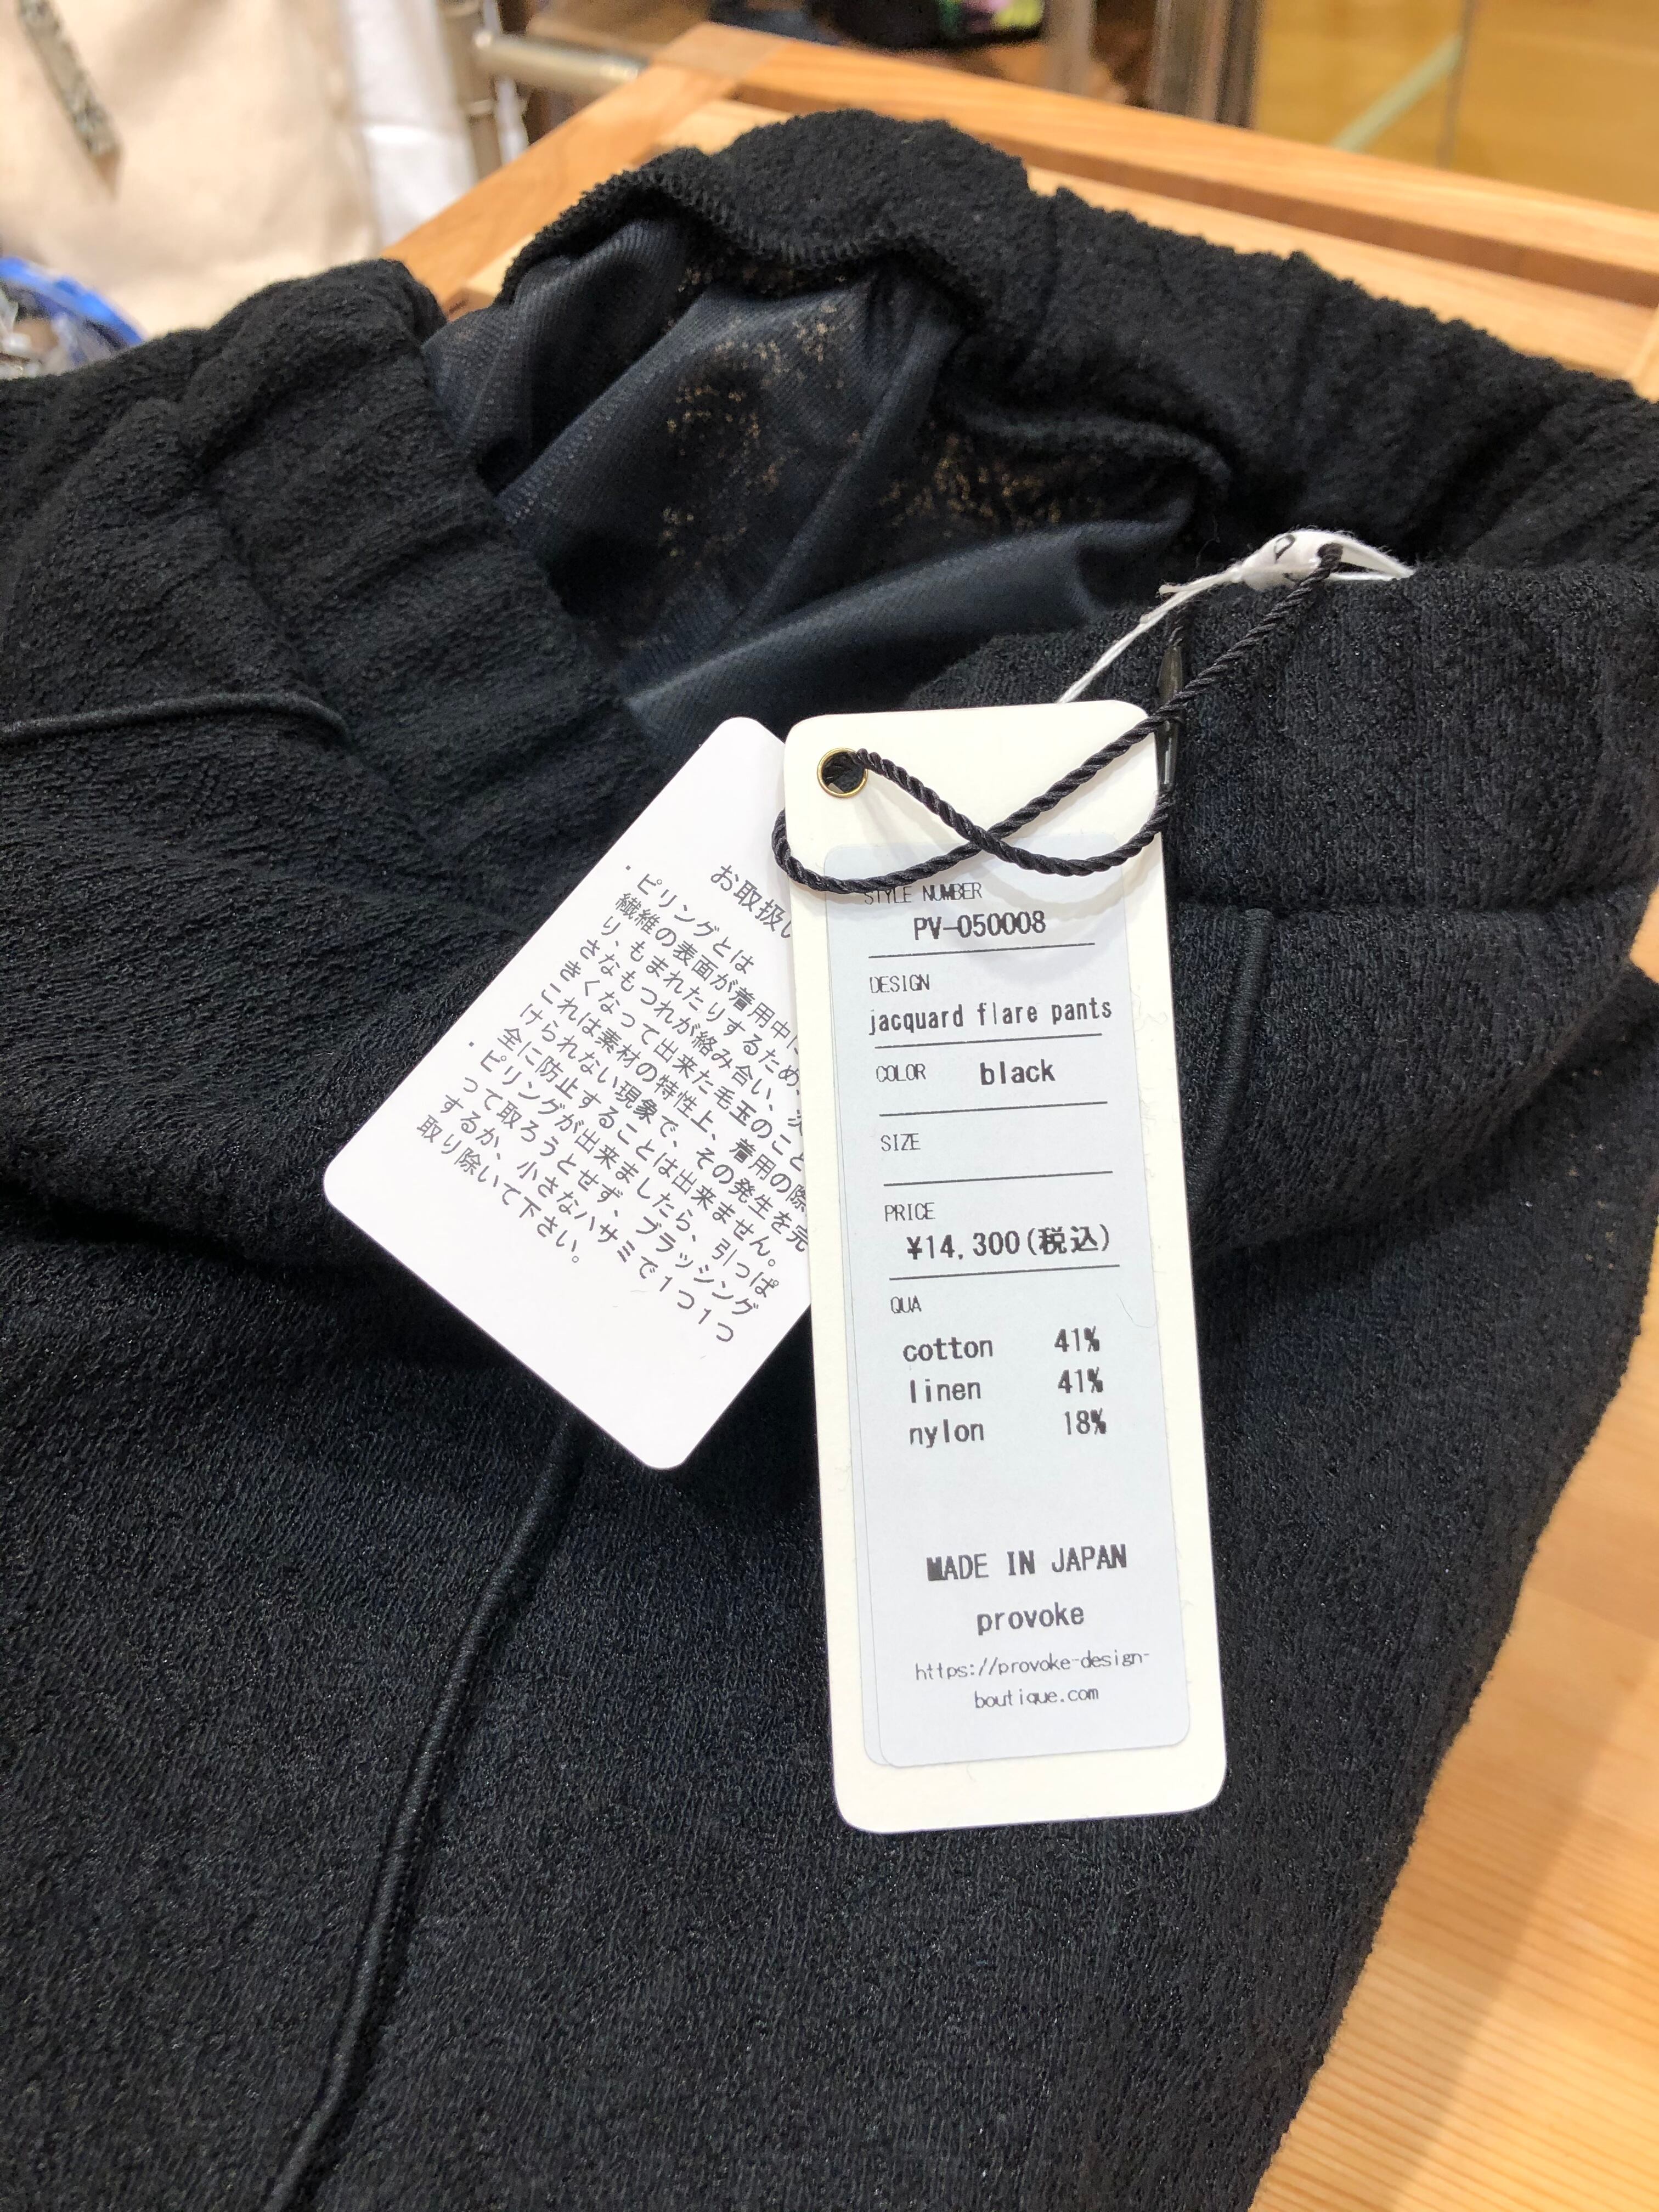 お取扱い
・ピリングとは
繊維の表面が着用中に
り、もまれたりするため、
さなもつれが絡み合い、
きくなって出来た毛玉のこと
これは素材の特性上、着用の際
けられない現象で、その発生を完
全に防止することは出来ません。
・ピリングが出来ましたら、引っぱ
って取ろうとせず、ブラッシング
するか、小さなハサミで1つ1つ
取り除いて下さい。
STYLE NUMBER
PV-050008
DESIGN
jacquard flare pants
COLOR black
SIZE
PRICE
¥14,300(税込)
QUA
cotton 41%
linen 41%
nylon 18%
MADE IN JAPAN
provoke
https://provoke-design-
boutique.com